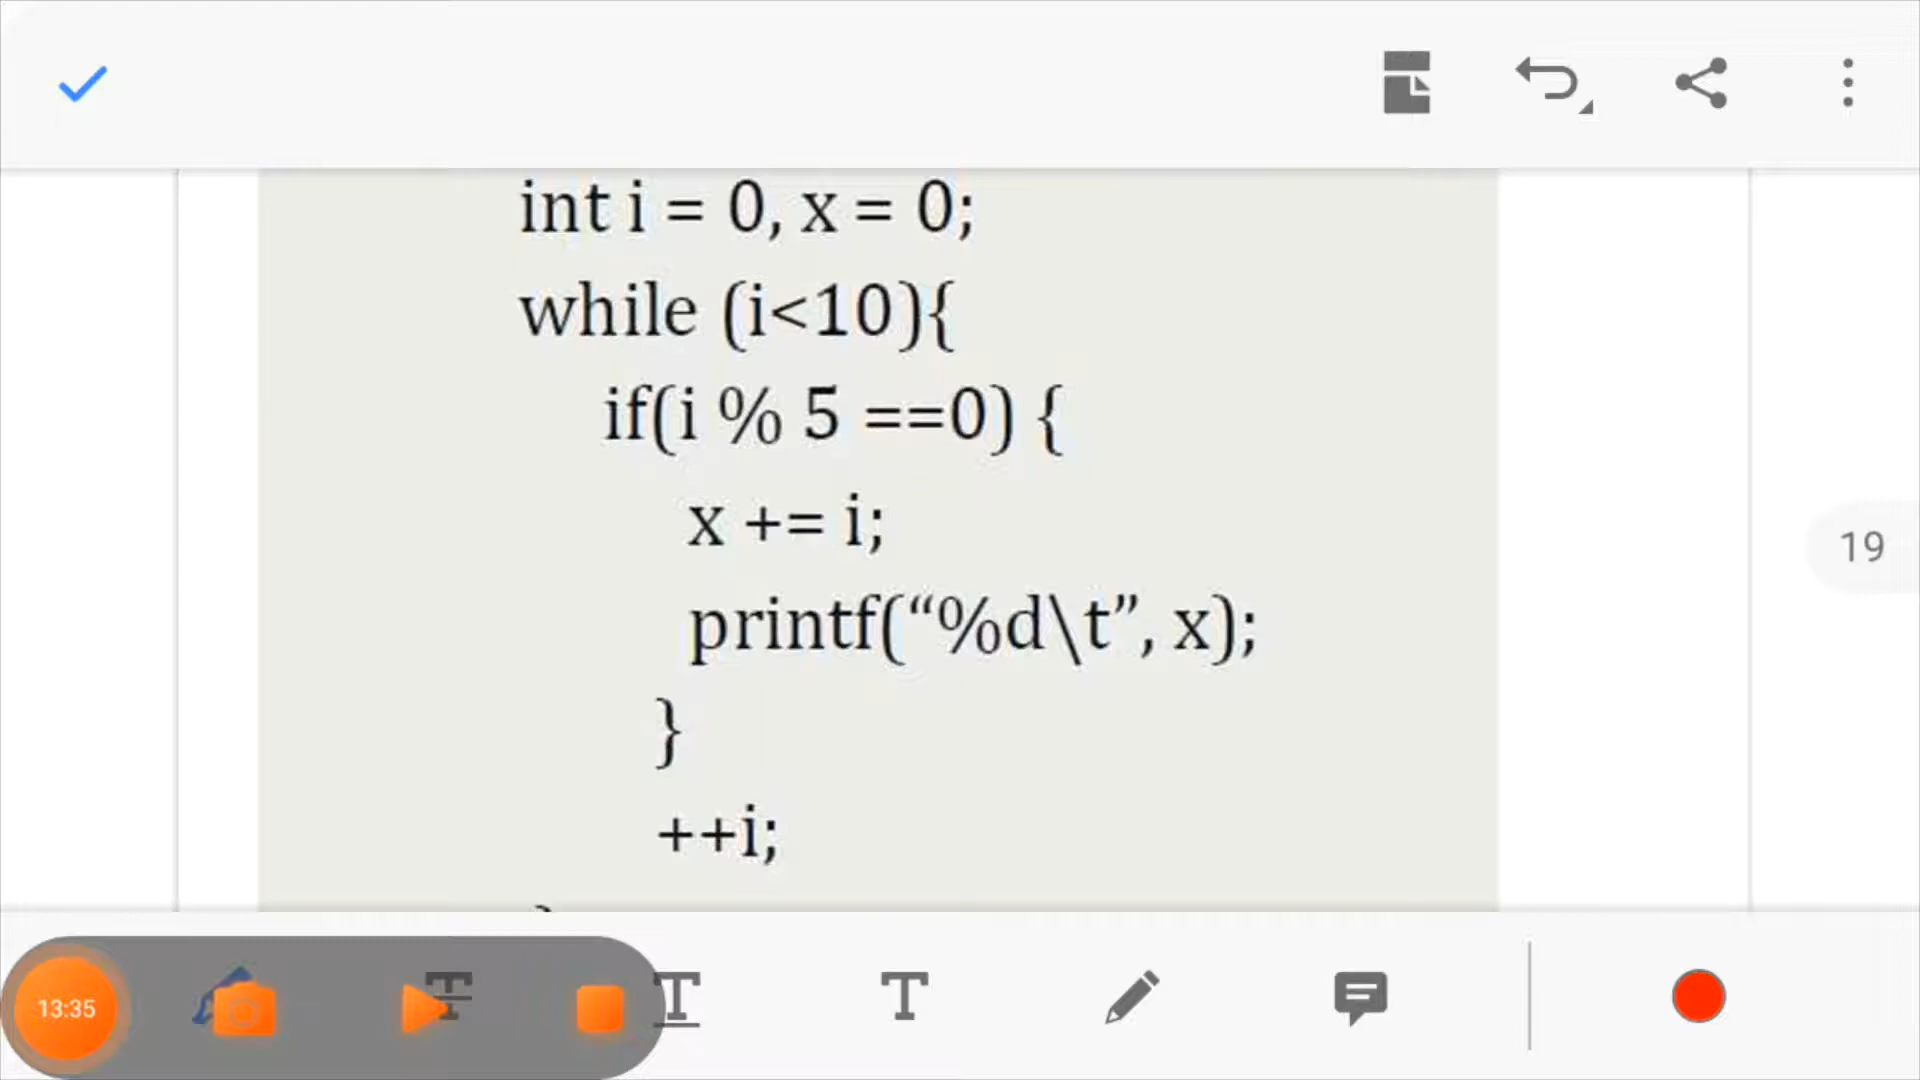 int i = 0, x = 0;
while (i<10){
if(i % 5 ==0) {
x += i;
printf(“%d\t”, x);
}
++i;
19
13:35
T
T
T